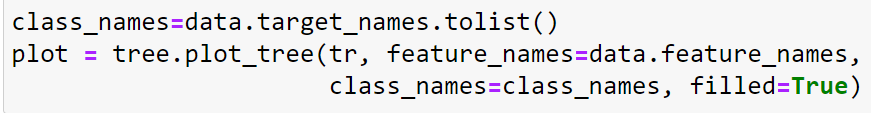 class_names=data.target_names.tolist()
plot = tree.plot_tree(tr, feature_names=data.feature_names,
class_names=class_names, filled=True)